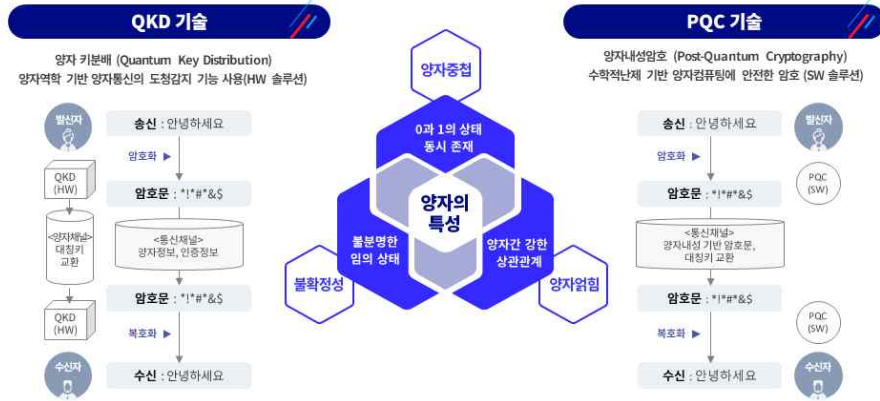 QKD 기술
양자 키분배 (Quantum Key Distribution)
양자역학 기반 양자통신의 도청감지 기능 사용(HW 솔루션)
발신자
송신 : 안녕하세요
암호화 ▶
QKD
(HW)
암호문 : *!*#*&$
<양자채널>
대칭키
교환
<통신채널>
양자정보, 인증정보
암호문 : *!*#*&$
QKD
(HW)
복호화 ▶
수신자
수신 : 안녕하세요
양자중첩
0과 1의 상태
동시 존재
양자의
특성
불분명한
임의 상태
양자간 강한
상관관계
불확정성
양자얽힘
PQC 기술
양자내성암호 (Post-Quantum Cryptography)
수학적난제 기반 양자컴퓨팅에 안전한 암호 (SW 솔루션)
송신 : 안녕하세요
발신자
암호화 ▶
PQC
(SW)
암호문 : *!*#*&$
<통신채널>
양자내성 기반 암호문,
대칭키 교환
암호문 : *!*#*&$
PQC
(SW)
복호화 ▶
수신 : 안녕하세요
수신자